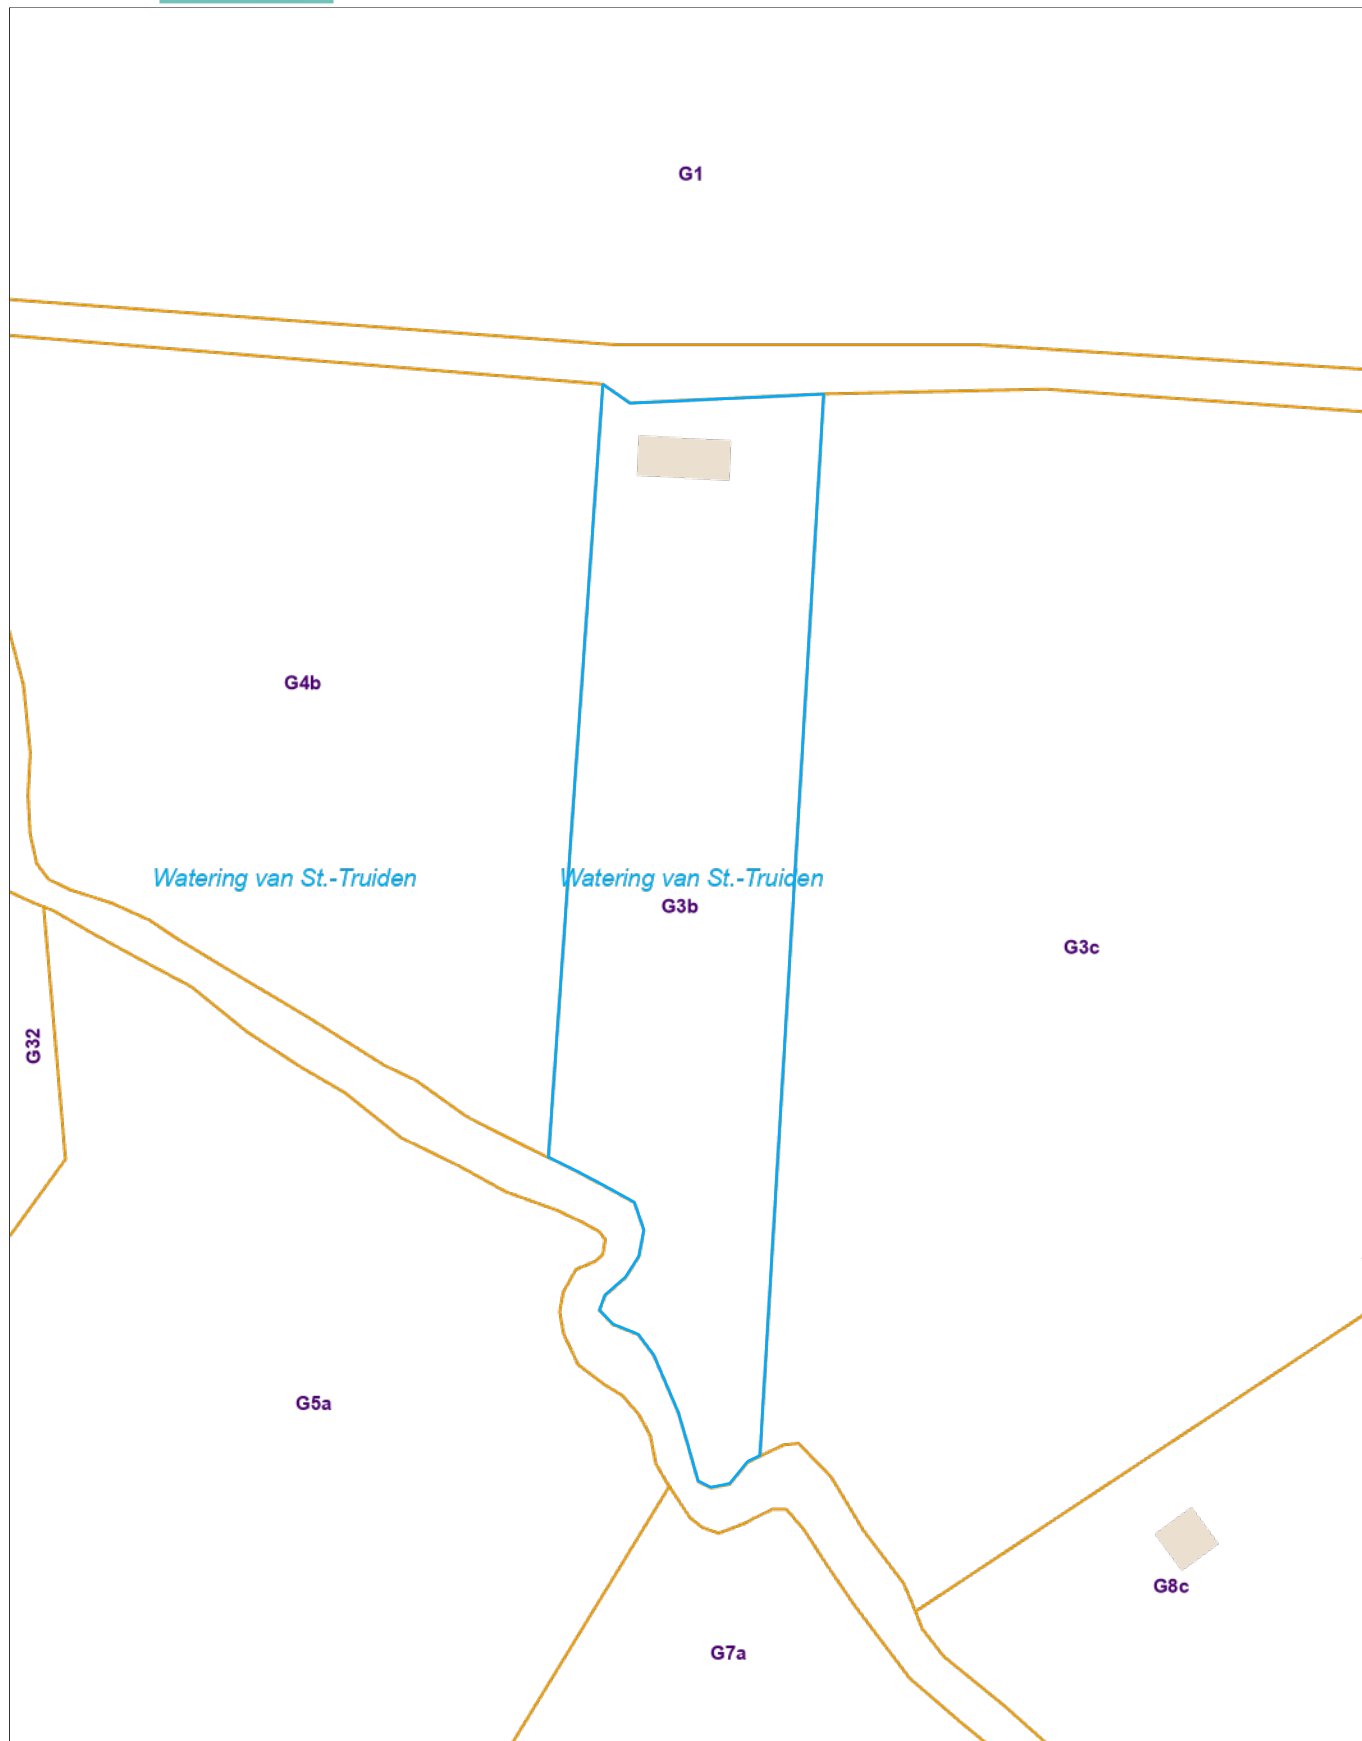 G1
G4b
Watering van St.-Truiden
Watering van St.-Truiden
G3b
G3c
G32
G5a
G8c
G7a